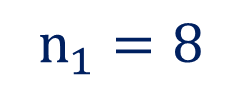 n₁ = 8